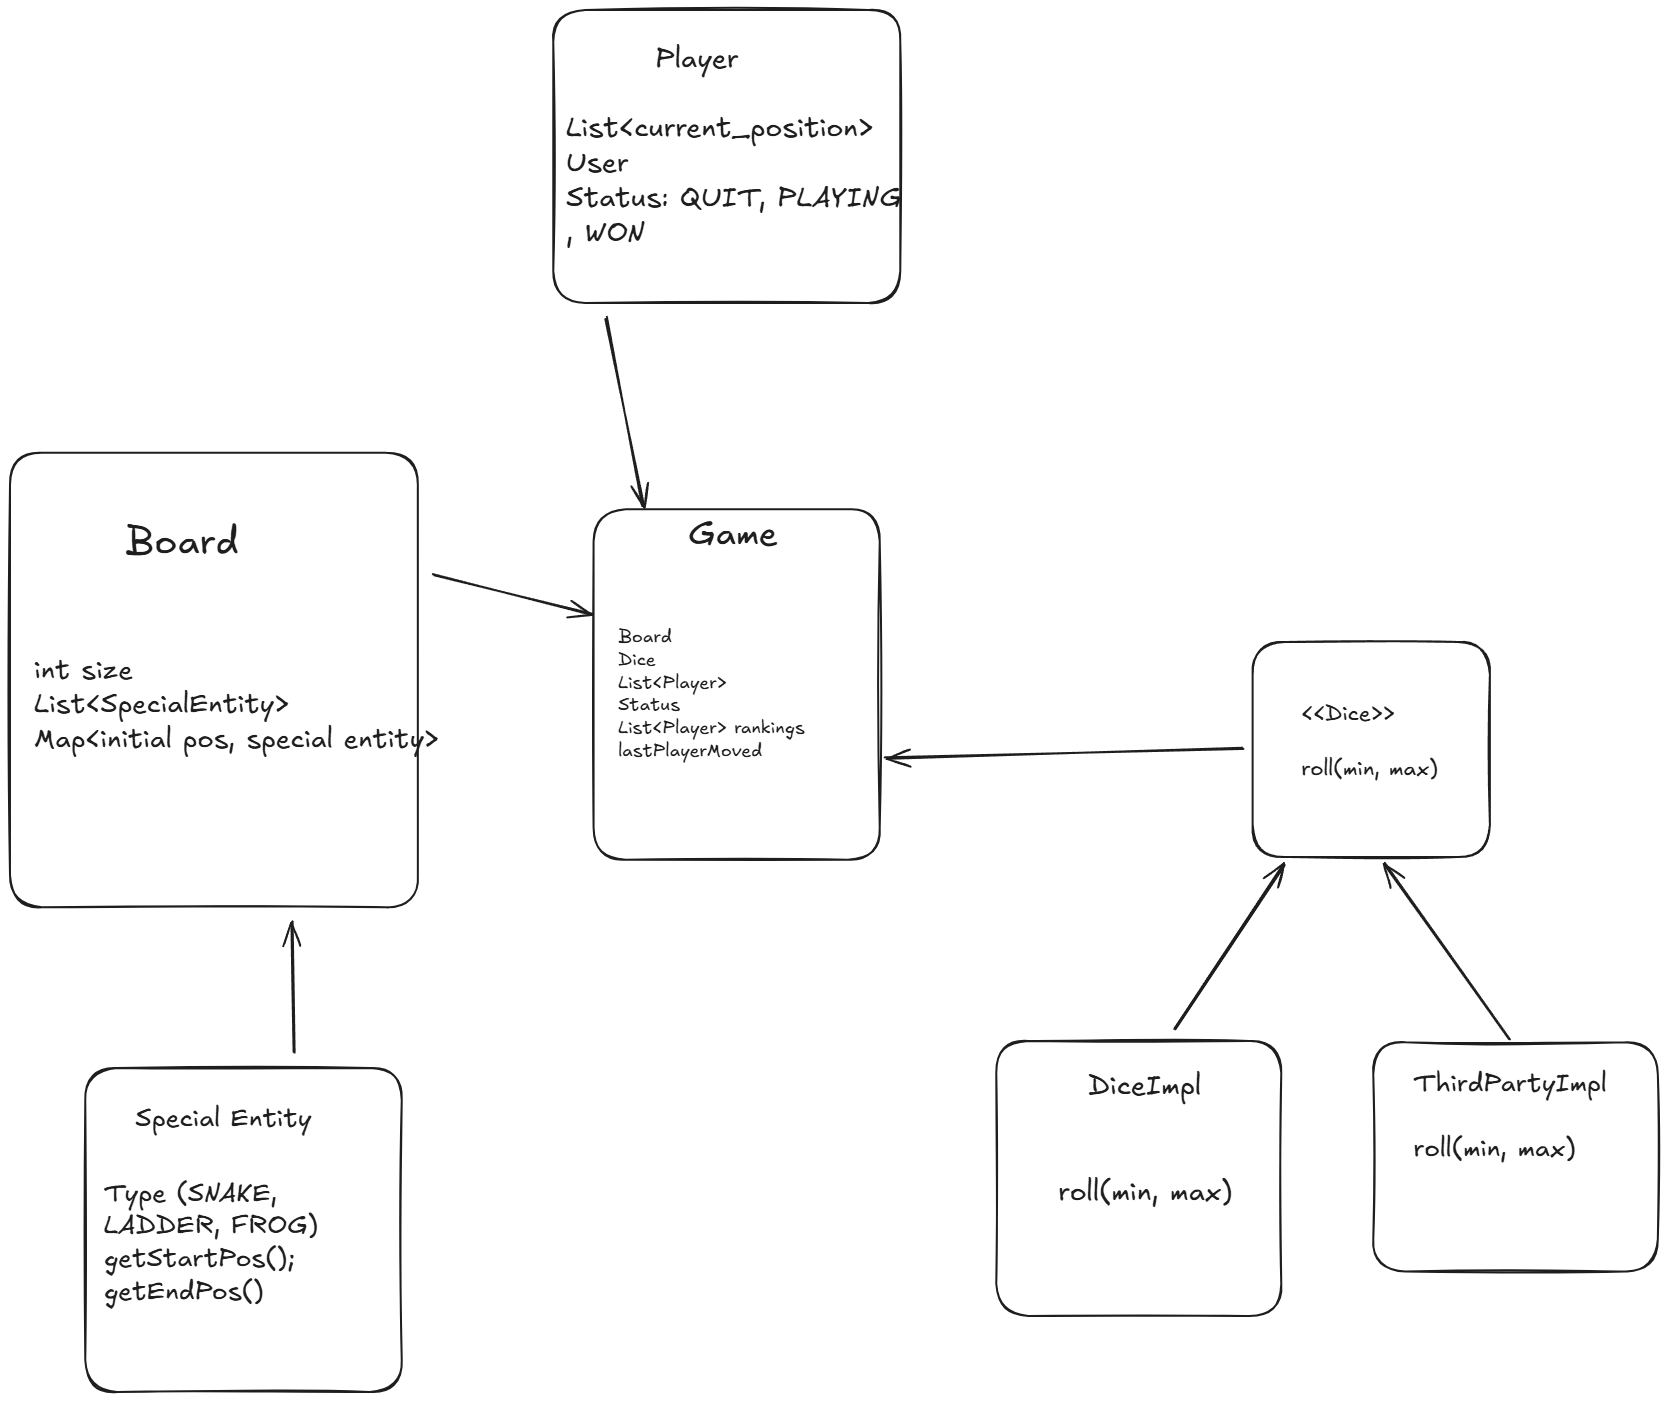 Player
List<current_position>
User
Status: QUIT, PLAYING
, WON
Board
int size
List<SpecialEntity>
Map<initial pos, special entity>
Game
Board
Dice
List<Player>
Status
List<Player> rankings
lastPlayerMoved
<<Dice>>
roll(min, max)
Special Entity
Type (SNAKE,
LADDER, FROG)
getStartPos();
getEndPos()
DiceImpl
roll(min, max)
ThirdPartyImpl
roll(min, max)